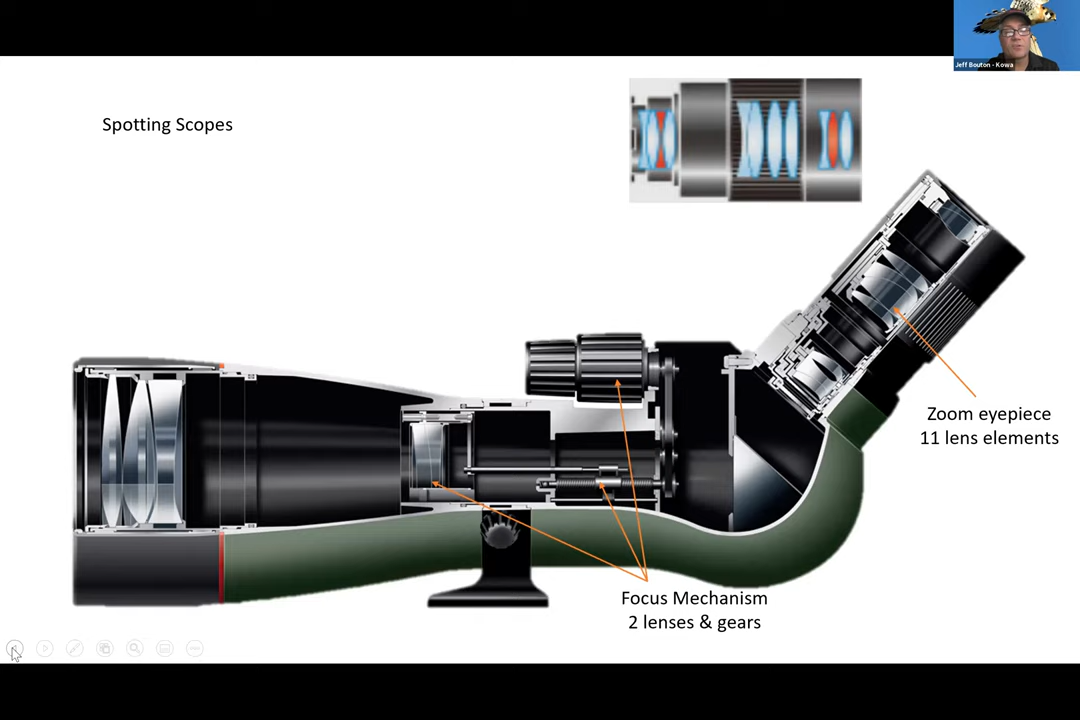 Jeff Bouton - Kowa
Spotting Scopes
Zoom eyepiece
11 lens elements
Focus Mechanism
2 lenses & gears